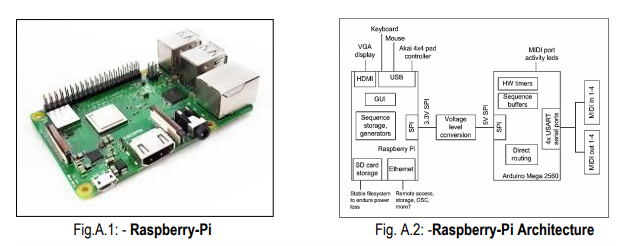 Keyboard
Mouse
VGA
display
Akai 4x4 pad
controller
MIDI port
activity leds
HDMI
USB
GUI
Sequence
storage,
generators
SPI
Raspberry Pi
SD card
storage
Ethernet
3.3V SPI
Voltage
level
conversion
5V SPI
SPI
HW timers
Sequence
buffers
Direct
routing
4x USART
serial ports
Arduino Mega 2560
MIDI in 1-4
MIDI out 1-4
Stable filesystem
to endure power
loss
Remote access,
storage, OSC,
more?
HDMI
Fig.A.1: - Raspberry-Pi
Fig. A.2: -Raspberry-Pi Architecture